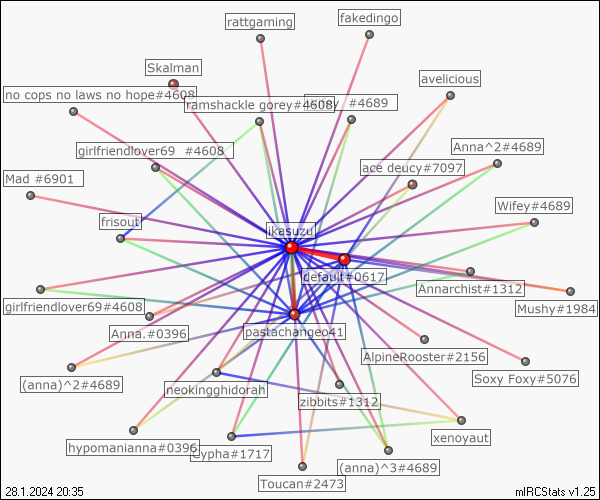 rattgaming
fakedingo
Skalman
avelicious
no cops no laws no hope#4608
ramshackle gorey#4608
#4689
Anna^2#4689
girlfriendlover69 #4608
ace deucy#7097
Mad #6901
Wifey#4689
frisout
ikasuzu
default#0617
Annarchist#1312
girlfriendlover69#4608
Mushy#1984
Anna.#0396
pastachangeo41
AlpineRooster#2156
(anna)^2#4689
neokingghidorah
Soxy Foxy#5076
zibbits#1312
hypomanianna#0396
Cypha#1717
xenoyaut
(anna)^3#4689
Toucan#2473
28.1.2024 20:35
mIRCStats v1.25